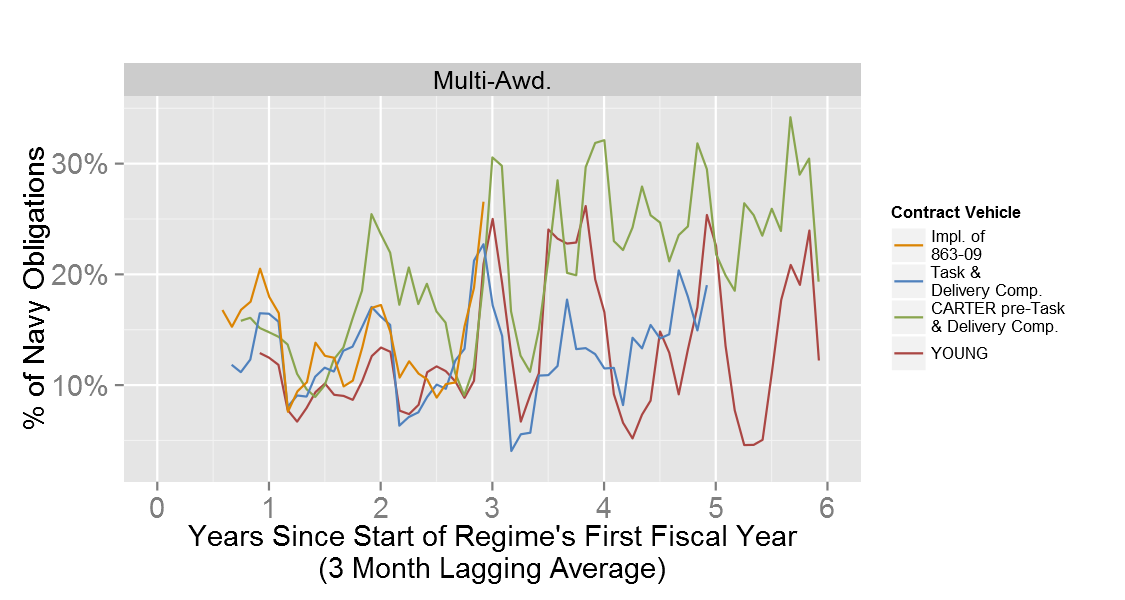 Multi-Awd.
% of Navy Obligations
30%
20%
10%
0 1 2 3 4 5 6
Years Since Start of Regime's First Fiscal Year
(3 Month Lagging Average)
Contract Vehicle
Impl. of
863-09
Task &
Delivery Comp.
CARTER pre-Task
& Delivery Comp.
YOUNG